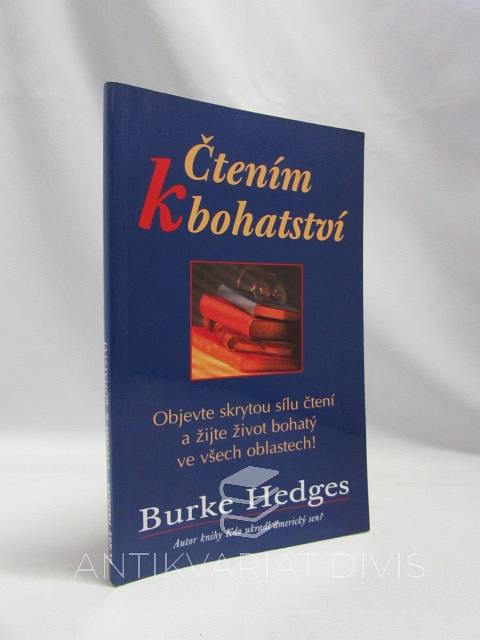 Čtením
k bohatství
Objevte skrytou sílu čtení
a žijte život bohatý
ve všech oblastech!
Burke Hedges
Autor knihy Kdo ukradl americký sen?
ANTIKVARIÁT DIVIŠ